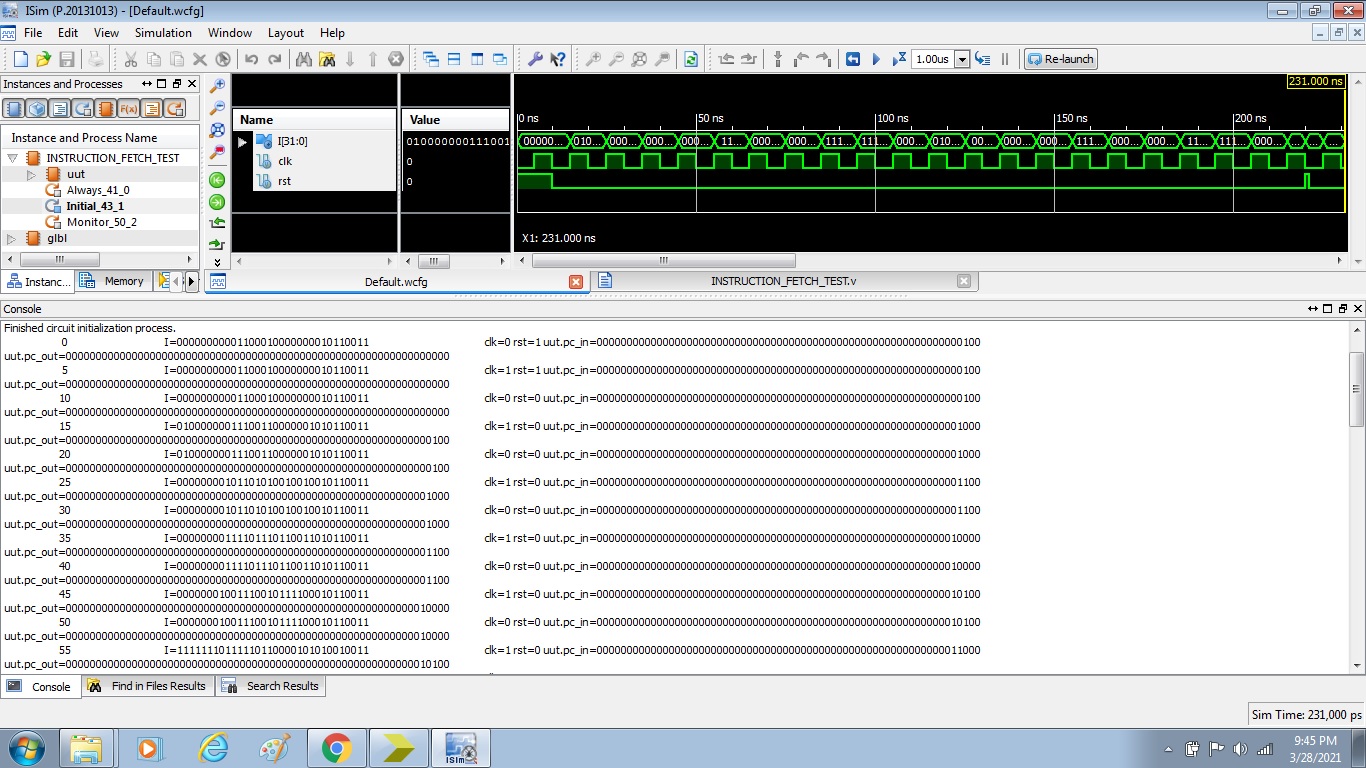 ISim (P.20131013) - [Default.wcfg]
File Edit View Simulation Window Layout Help
1.00us Re-launch
Instances and Processes
Instance and Process Name
INSTRUCTION_FETCH_TEST
uut
Always_41_0
Initial_43_1
Monitor_50_2
glbl
Instanc... Memory
Name Value
I[31:0] 0100000001110011
clk 0
rst 0
231.000 ns
0 ns 50 ns 100 ns 150 ns 200 ns
00000... 010... 000... 000... 000... 11... 000... 000... 111... 111... 000... 010... 00... 000... 000... 111... 000... 000... 11... 111... 000... ... ... ...
X1: 231.000 ns
Default.wcfg INSTRUCTION_FETCH_TEST.v
Console
Finished circuit initialization process.
0 I=00000000011000100000000010110011 clk=0 rst=1 uut.pc_in=0000000000000000000000000000000000000000000000000000000000000100
uut.pc_out=0000000000000000000000000000000000000000000000000000000000000000
5 I=00000000011000100000000010110011 clk=1 rst=1 uut.pc_in=0000000000000000000000000000000000000000000000000000000000000100
uut.pc_out=0000000000000000000000000000000000000000000000000000000000000000
10 I=00000000011000100000000010110011 clk=0 rst=0 uut.pc_in=0000000000000000000000000000000000000000000000000000000000000100
uut.pc_out=0000000000000000000000000000000000000000000000000000000000000000
15 I=01000000011100110000001010110011 clk=1 rst=0 uut.pc_in=0000000000000000000000000000000000000000000000000000000000001000
uut.pc_out=0000000000000000000000000000000000000000000000000000000000000100
20 I=01000000011100110000001010110011 clk=0 rst=0 uut.pc_in=0000000000000000000000000000000000000000000000000000000000001000
uut.pc_out=0000000000000000000000000000000000000000000000000000000000000100
25 I=00000000101101010010010010110011 clk=1 rst=0 uut.pc_in=0000000000000000000000000000000000000000000000000000000000001100
uut.pc_out=0000000000000000000000000000000000000000000000000000000000001000
30 I=00000000101101010010010010110011 clk=0 rst=0 uut.pc_in=0000000000000000000000000000000000000000000000000000000000001100
uut.pc_out=0000000000000000000000000000000000000000000000000000000000001000
35 I=00000000111101110110011010110011 clk=1 rst=0 uut.pc_in=0000000000000000000000000000000000000000000000000000000000010000
uut.pc_out=0000000000000000000000000000000000000000000000000000000000001100
40 I=00000000111101110110011010110011 clk=0 rst=0 uut.pc_in=0000000000000000000000000000000000000000000000000000000000010000
uut.pc_out=0000000000000000000000000000000000000000000000000000000000001100
45 I=00000001001110010111100010110011 clk=1 rst=0 uut.pc_in=0000000000000000000000000000000000000000000000000000000000010100
uut.pc_out=0000000000000000000000000000000000000000000000000000000000010000
50 I=00000001001110010111100010110011 clk=0 rst=0 uut.pc_in=0000000000000000000000000000000000000000000000000000000000010100
uut.pc_out=0000000000000000000000000000000000000000000000000000000000010000
55 I=11111110111110110000101010010011 clk=1 rst=0 uut.pc_in=0000000000000000000000000000000000000000000000000000000000011000
uut.pc_out=0000000000000000000000000000000000000000000000000000000000010100
Console Find in Files Results Search Results
Sim Time: 231,000 ps
ISim
9:45 PM
3/28/2021